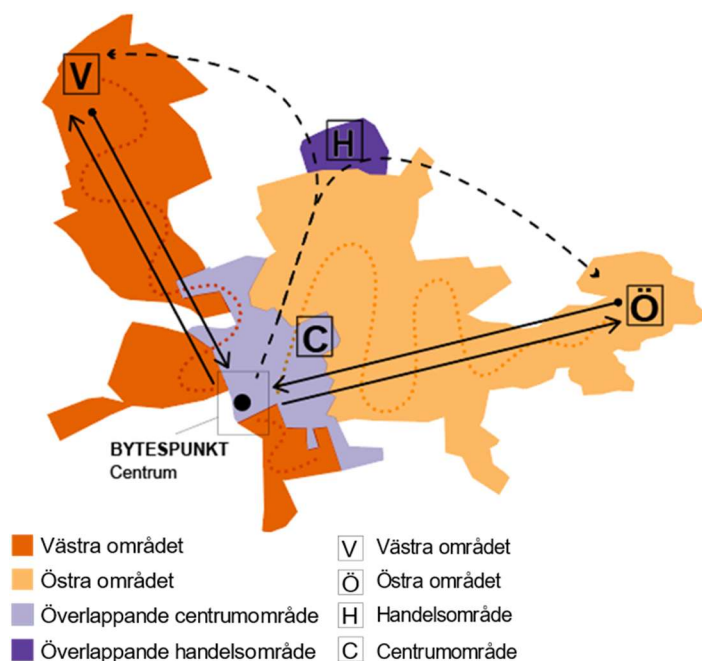 V
H
Ö
C
BYTESPUNKT
Centrum
Västra området
Östra området
Överlappande centrumområde
Överlappande handelsområde
V Västra området
Ö Östra området
H Handelsområde
C Centrumområde